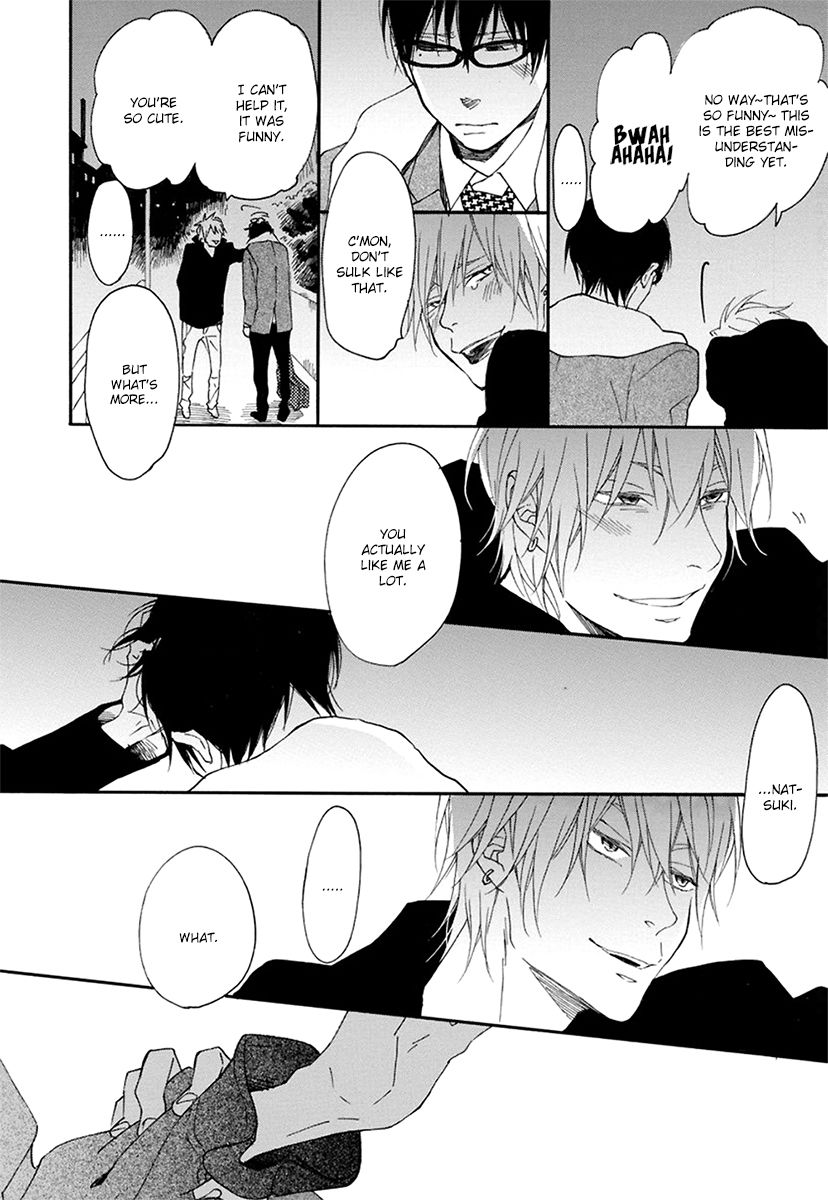 NO WAY~THAT'S
SO FUNNY~ THIS
IS THE BEST MIS-
UNDERSTAN-
DING YET.
BWAH
AHAHA!
.....
C'MON,
DON'T
SULK LIKE
THAT.
I CAN'T
HELP IT,
IT WAS
FUNNY.
YOU'RE
SO CUTE.
......
BUT
WHAT'S
MORE...
YOU
ACTUALLY
LIKE ME A
LOT.
...NAT-
SUKI.
.....
WHAT.